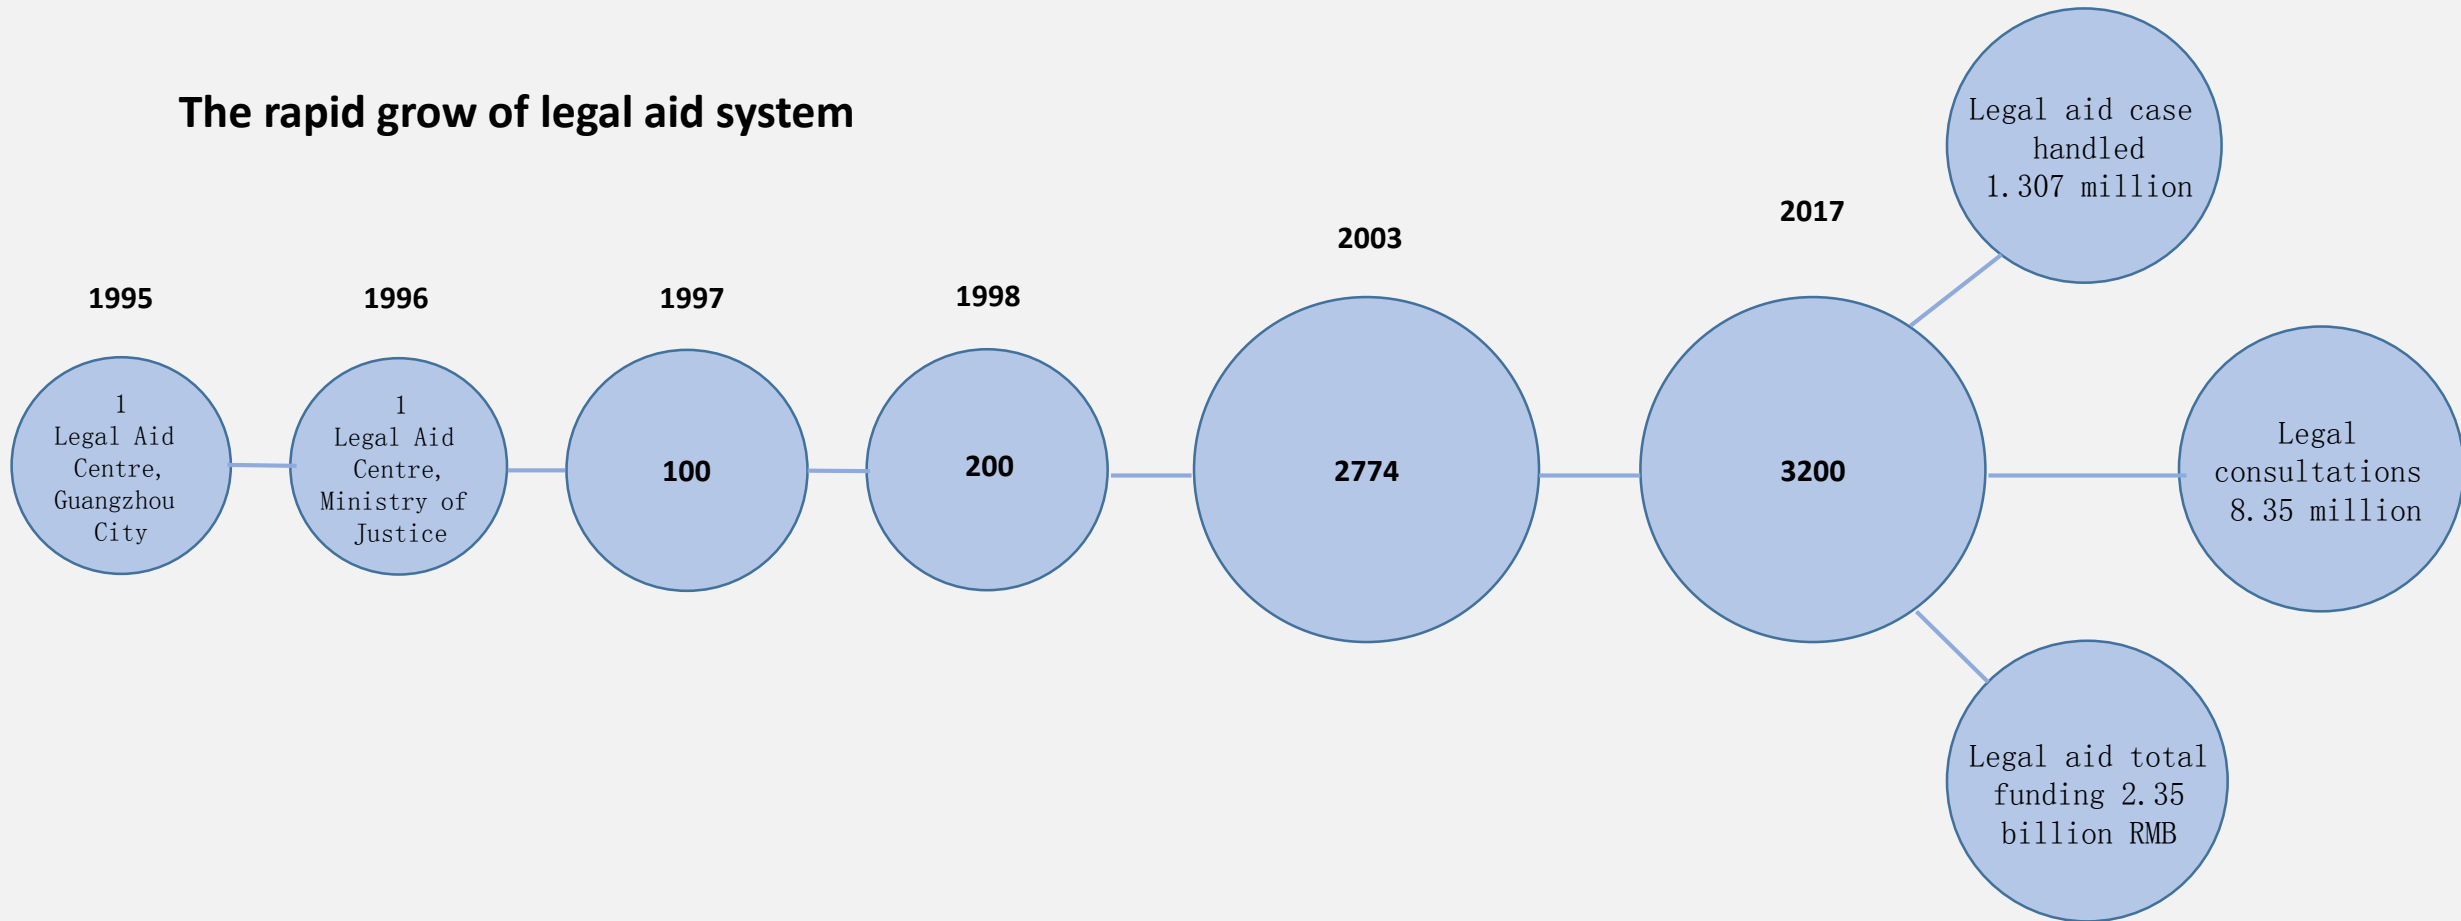 The rapid grow of legal aid system
1995
1
Legal Aid
Centre,
Guangzhou
City
1996
1
Legal Aid
Centre,
Ministry of
Justice
1997
100
1998
200
2003
2774
2017
3200
Legal aid case
handled
1.307 million
Legal
consultations
8.35 million
Legal aid total
funding 2.35
billion RMB